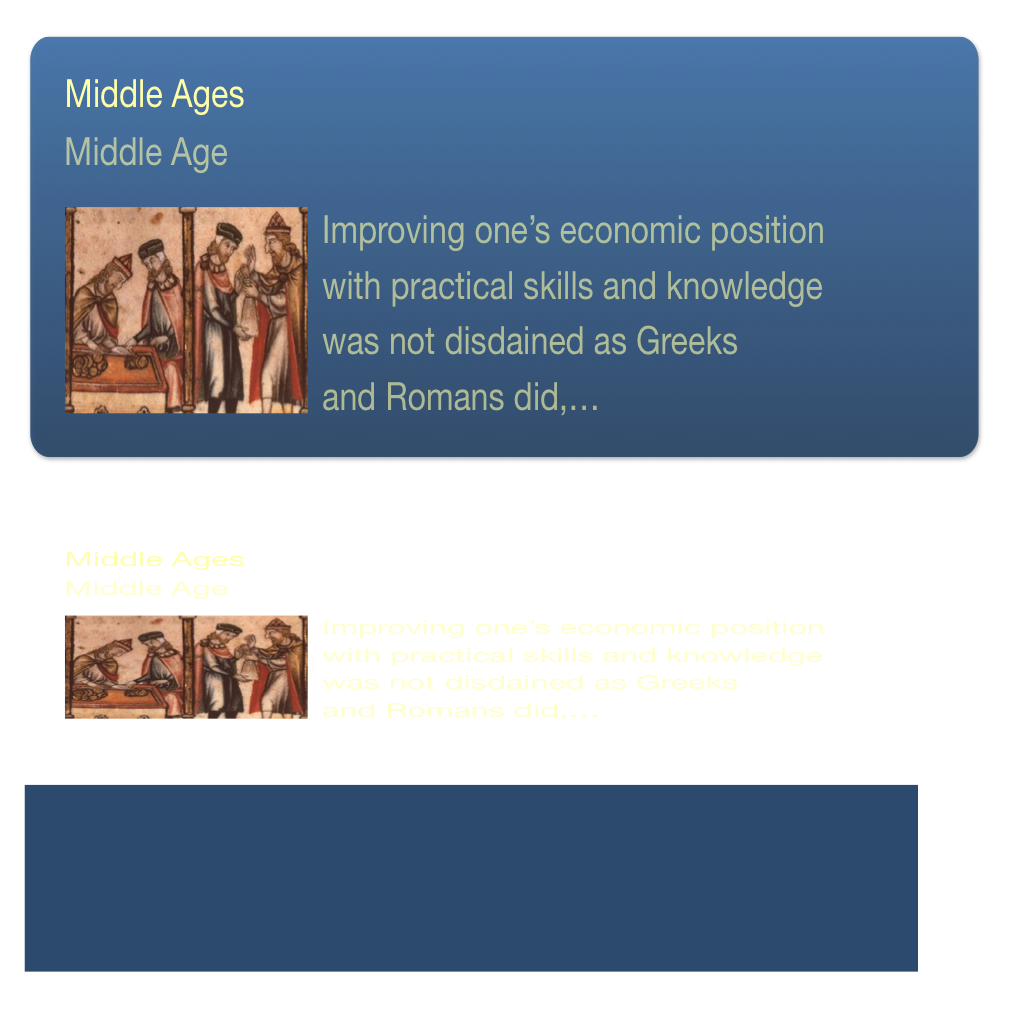 Middle Ages
Middle Age
Improving one’s economic position
with practical skills and knowledge
was not disdained as Greeks
and Romans did,…
Middle Ages
Middle Age
Improving one’s economic position
with practical skills and knowledge
was not disdained as Greeks
and Romans did,…